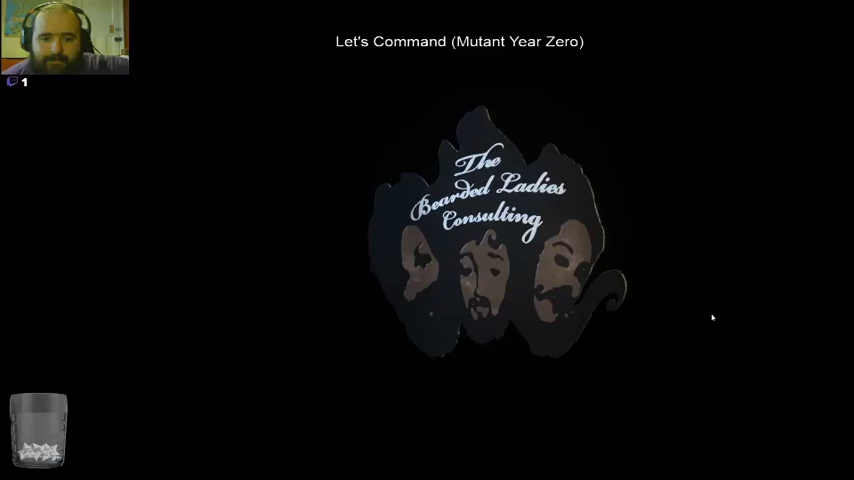 Let's Command (Mutant Year Zero)
1
The
Bearded Ladies
Consulting